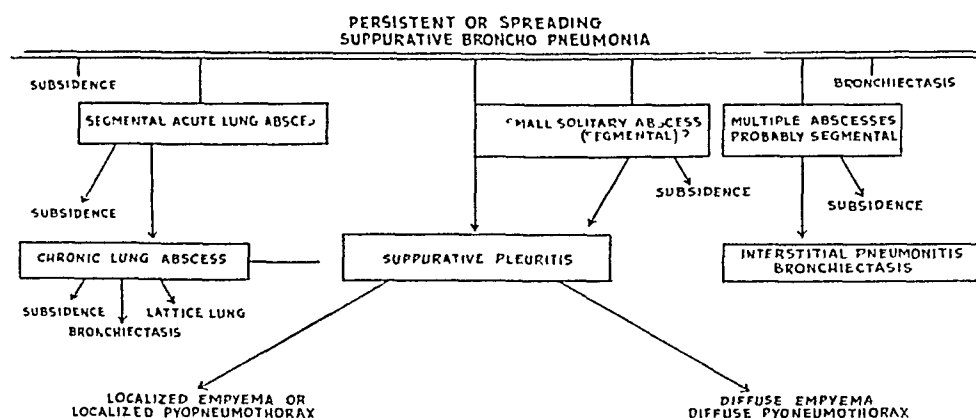 PERSISTENT OR SPREADING
SUPPURATIVE BRONCHO PNEUMONIA
SUBSIDENCE
BRONCHIECTASIS
SEGMENTAL ACUTE LUNG ABSCES
SMALL SOLITARY ABSCESS
(SEGMENTAL)?
MULTIPLE ABSCESSES
PROBABLY SEGMENTAL
SUBSIDENCE
SUBSIDENCE
SUBSIDENCE
CHRONIC LUNG ABSCESS
SUPPURATIVE PLEURITIS
INTERSTITIAL PNEUMONITIS
BRONCHIECTASIS
SUBSIDENCE
LATTICE LUNG
BRONCHIECTASIS
LOCALIZED EMPYEMA OR
LOCALIZED PYOPNEUMOTHORAX
DIFFUSE EMPYEMA
DIFFUSE PYONEUMOTHORAX